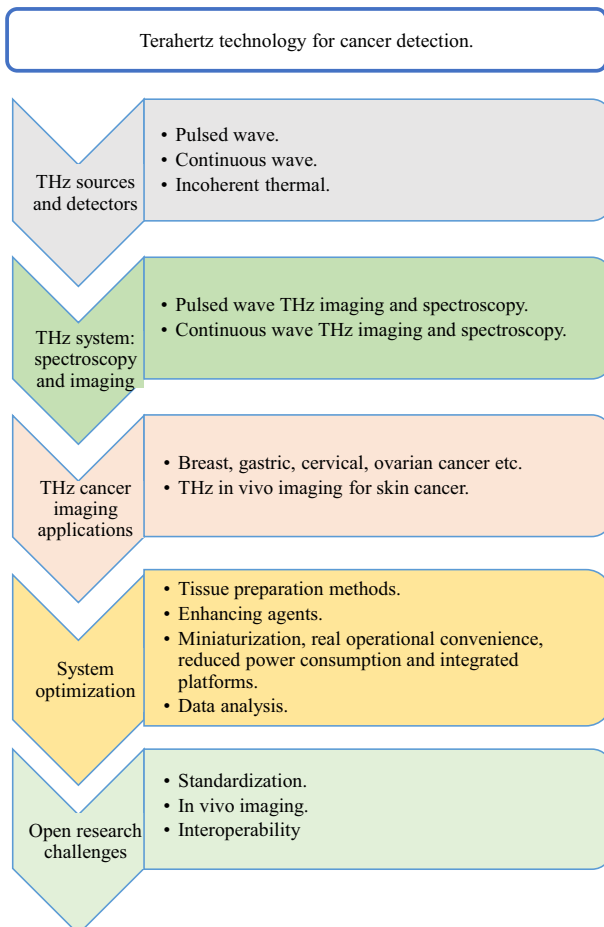 Terahertz technology for cancer detection.
THz sources
and detectors
• Pulsed wave.
• Continuous wave.
• Incoherent thermal.
THz system:
spectroscopy
and imaging
• Pulsed wave THz imaging and spectroscopy.
• Continuous wave THz imaging and spectroscopy.
THz cancer
imaging
applications
• Breast, gastric, cervical, ovarian cancer etc.
• THz in vivo imaging for skin cancer.
System
optimization
• Tissue preparation methods.
• Enhancing agents.
• Miniaturization, real operational convenience,
reduced power consumption and integrated
platforms.
• Data analysis.
Open research
challenges
• Standardization.
• In vivo imaging.
• Interoperability